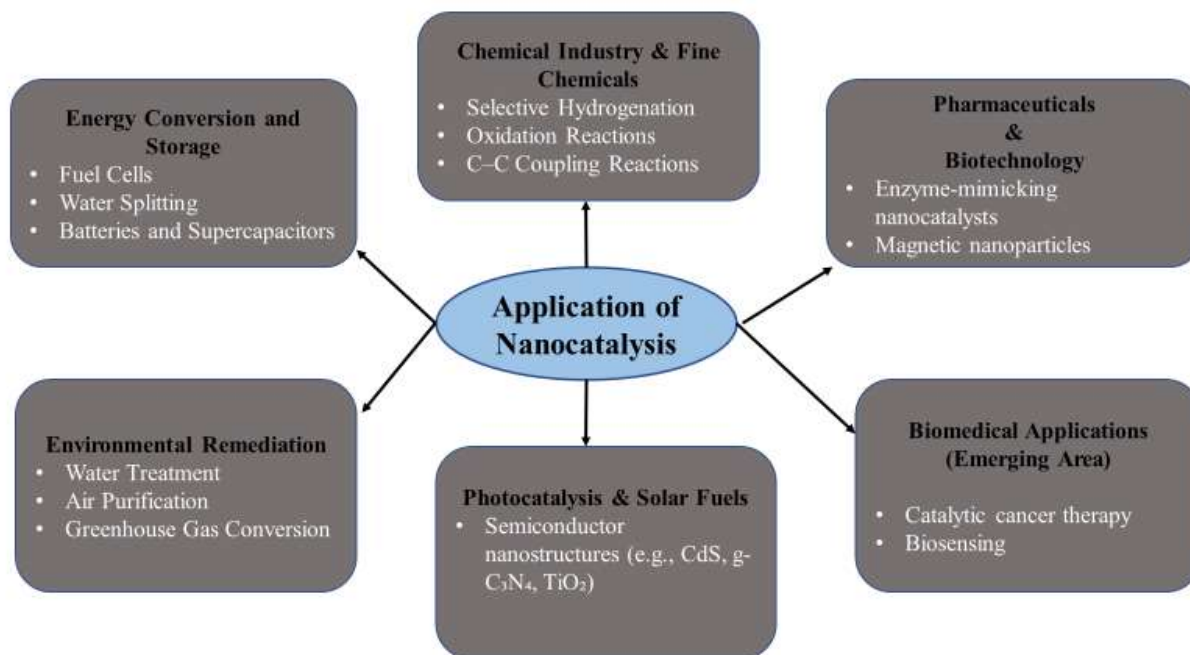 Chemical Industry & Fine
Chemicals
• Selective Hydrogenation
• Oxidation Reactions
• C–C Coupling Reactions
Energy Conversion and
Storage
• Fuel Cells
• Water Splitting
• Batteries and Supercapacitors
Pharmaceuticals
&
Biotechnology
• Enzyme-mimicking
nanocatalysts
• Magnetic nanoparticles
Application of
Nanocatalysis
Environmental Remediation
• Water Treatment
• Air Purification
• Greenhouse Gas Conversion
Photocatalysis & Solar Fuels
• Semiconductor
nanostructures (e.g., CdS, g-
C₃N₄, TiO₂)
Biomedical Applications
(Emerging Area)
• Catalytic cancer therapy
• Biosensing